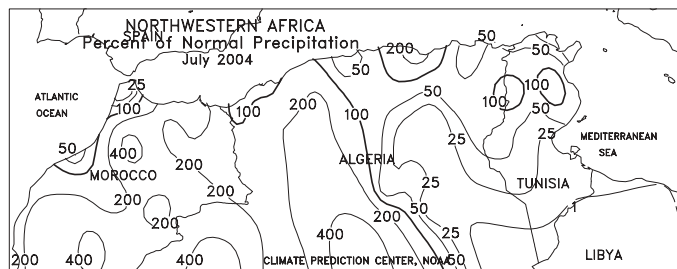 NORTHWESTERN AFRICA
SPAIN
Percent of Normal Precipitation
July 2004
200
50
50
50
25
ATLANTIC
OCEAN
100
100
200
100
50
100
100
50
50
400
200
25
25
MEDITERRANEAN
SEA
MOROCCO
ALGERIA
200
200
25
TUNISIA
200
200
50
200
25
400
LIBYA
200
400
400
CLIMATE PREDICTION CENTER, NOAA
50